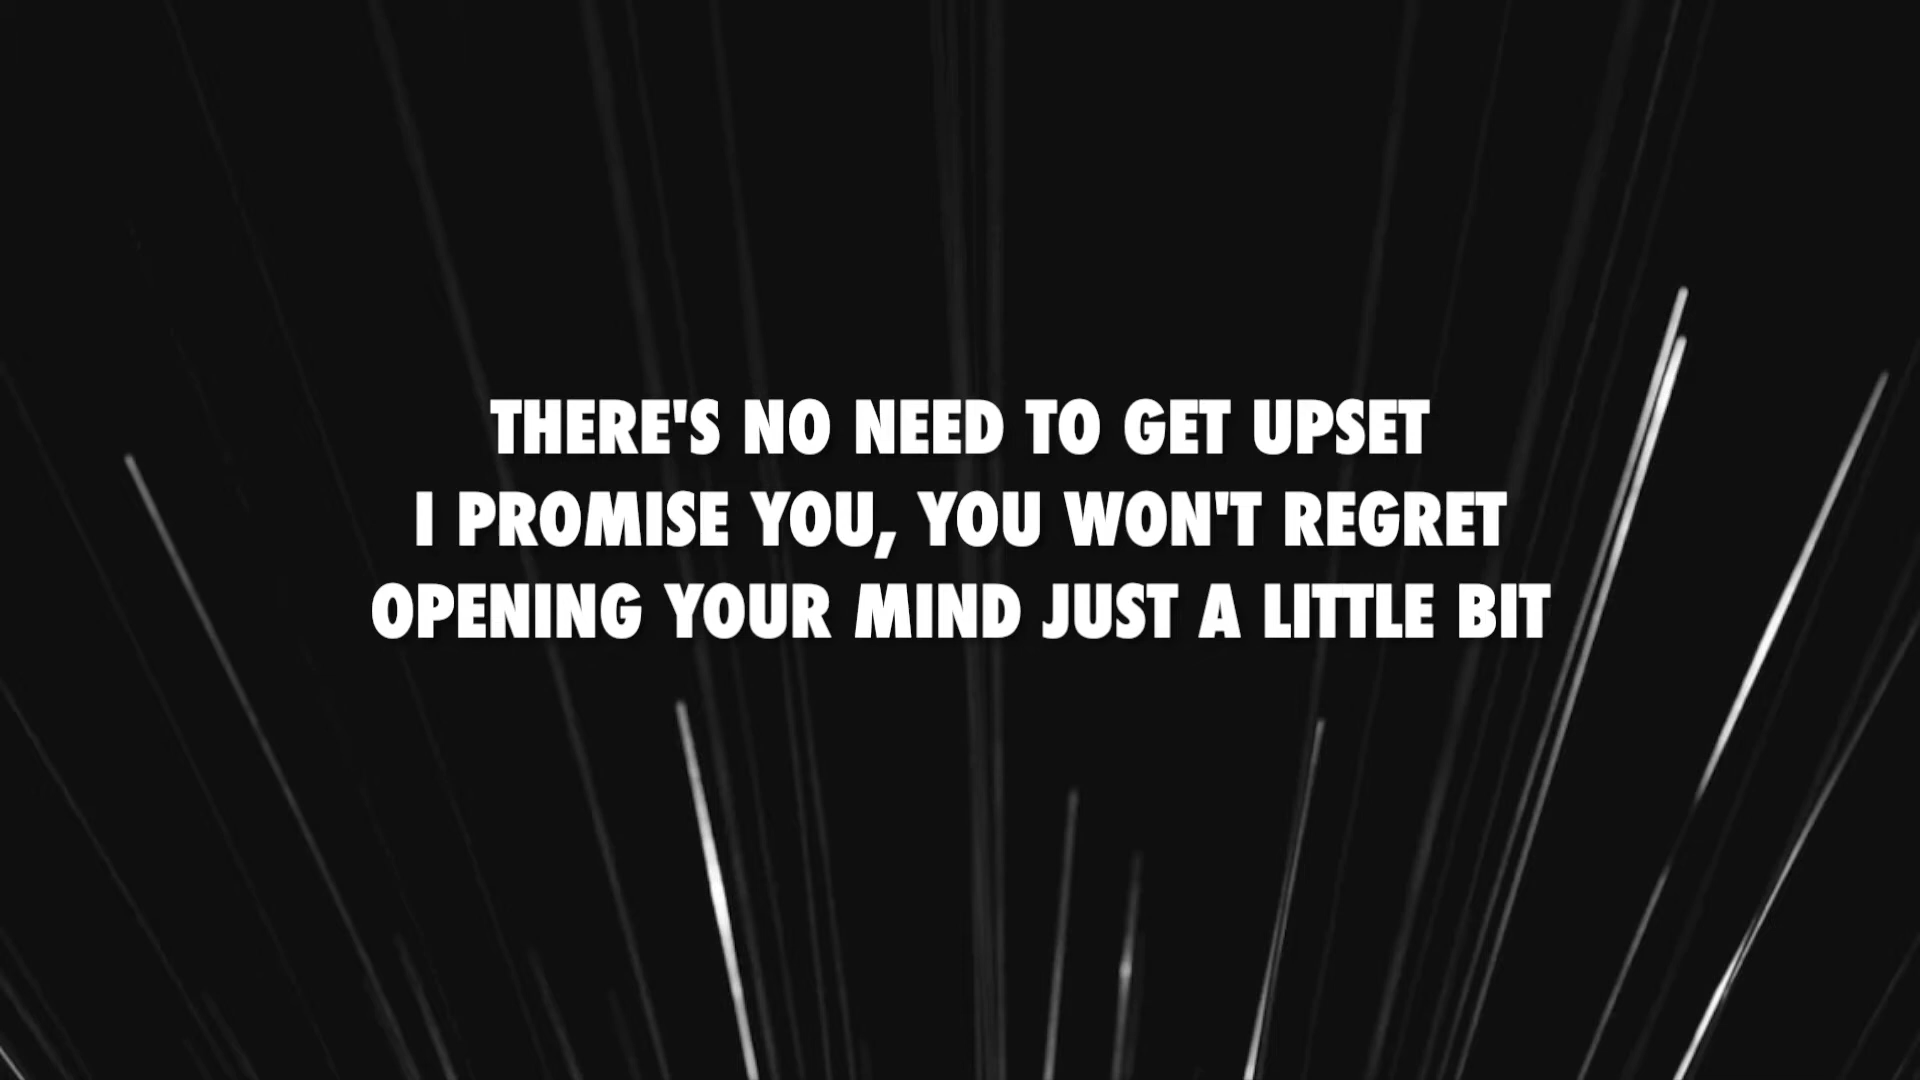 THERE'S NO NEED TO GET UPSET
I PROMISE YOU, YOU WON'T REGRET
OPENING YOUR MIND JUST A LITTLE BIT